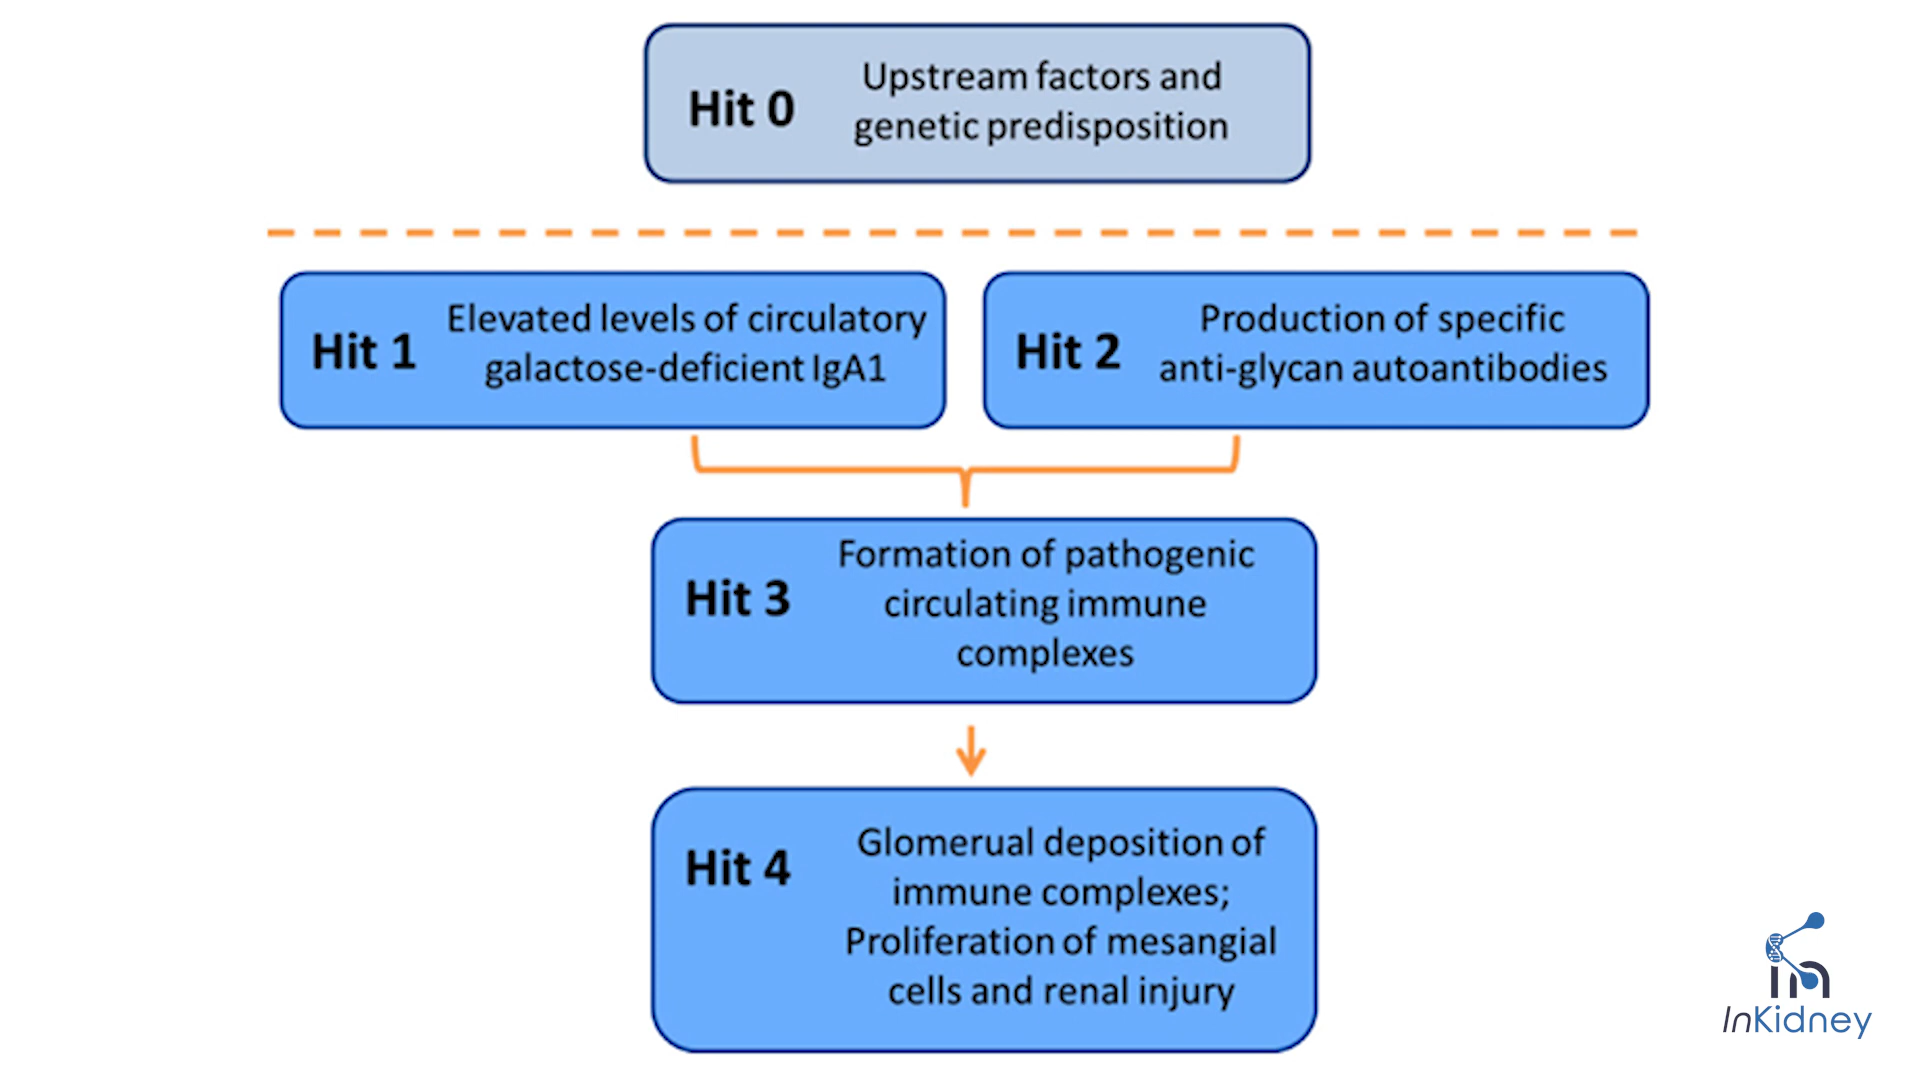 Hit 0
Upstream factors and
genetic predisposition
Hit 1
Elevated levels of circulatory
galactose-deficient IgA1
Hit 2
Production of specific
anti-glycan autoantibodies
Hit 3
Formation of pathogenic
circulating immune
complexes
Hit 4
Glomerual deposition of
immune complexes;
Proliferation of mesangial
cells and renal injury
in
InKidney